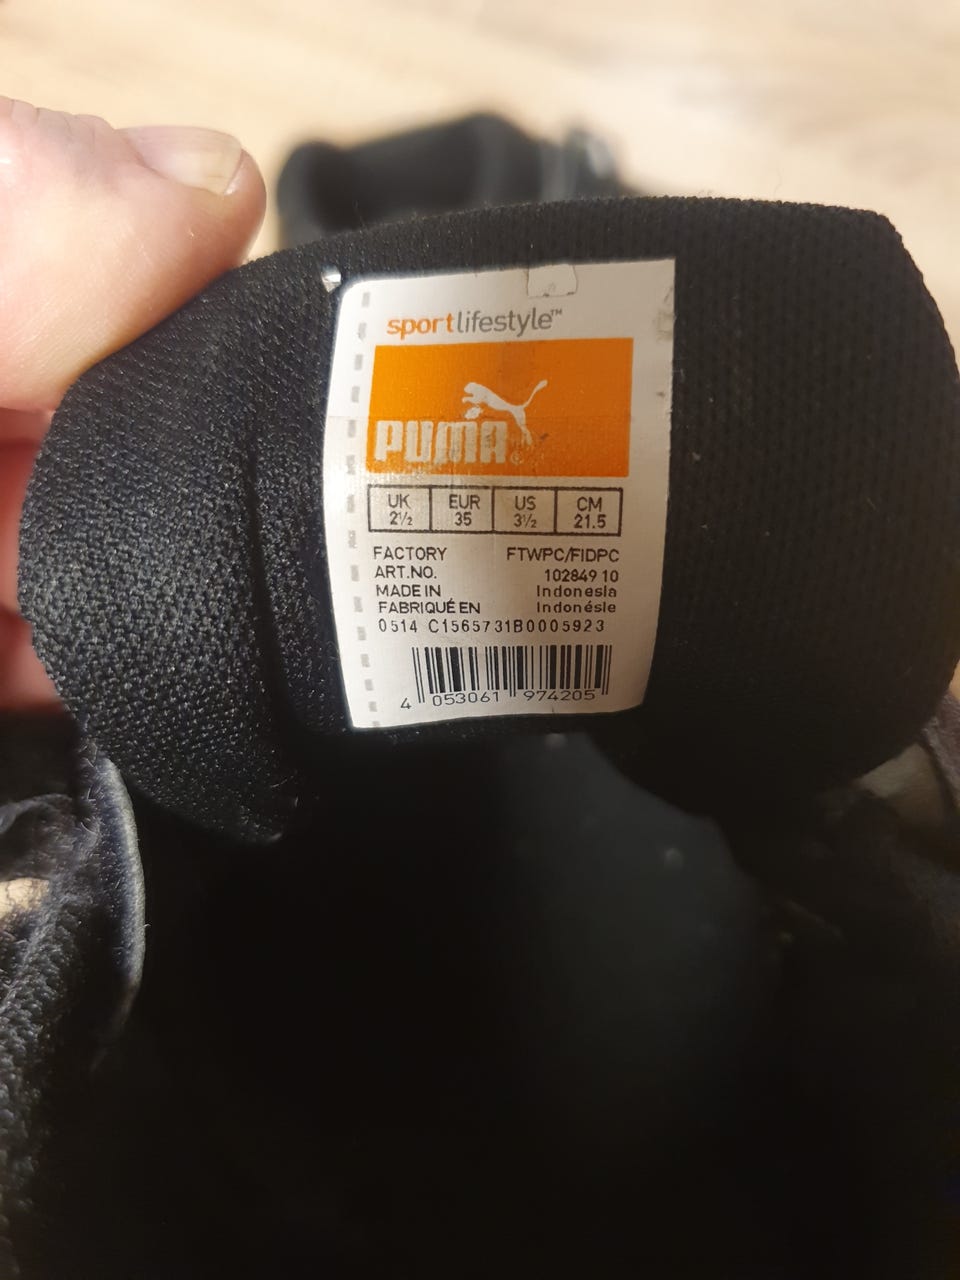 sportlifestyle™
PUMA®
UK EUR US CM
2½ 35 3½ 21.5
FACTORY FTWPC/FIDPC
ART.NO. 102849 10
MADE IN Indonesia
FABRIQUÉ EN Indonésie
0514 C1565731B0005923
4 053061 974205